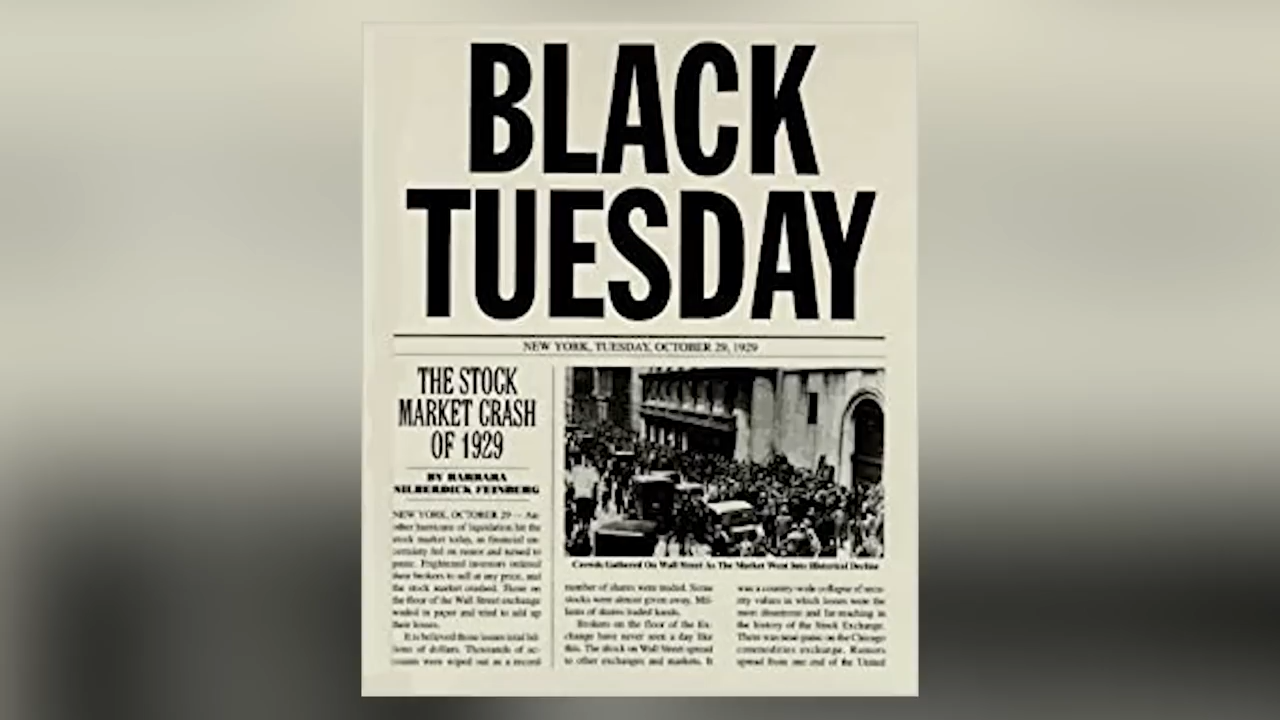 BLACK
TUESDAY
NEW YORK, TUESDAY, OCTOBER 29, 1929
THE STOCK
MARKET CRASH
OF 1929
BY BARBARA
SILBERDICK FEINBERG
NEW YORK, OCTOBER 29 — An-
other hurricane of liquidation hit the
stock market today, as financial un-
certainty fed on rumor and turned to
panic. Frightened investors ordered
their brokers to sell at any price, and
the stock market crashed. Those on
the floor of the Wall Street exchange
waded in paper and tried to add up
their losses.
It is believed those losses total bil-
lions of dollars. Thousands of ac-
counts were wiped out as a record
Crowds Gathered On Wall Street As The Market Went Into Historical Decline
number of shares were traded. Some
stocks were almost given away. Mil-
lions of shares traded hands.
Brokers on the floor of the Ex-
change have never seen a day like
this. The shock on Wall Street spread
to other exchanges and markets. It
was a country-wide collapse of secu-
rity values in which losses were the
most disastrous and far-reaching in
the history of the Stock Exchange.
There was near panic on the Chicago
commodities exchange. Rumors
spread from one end of the United